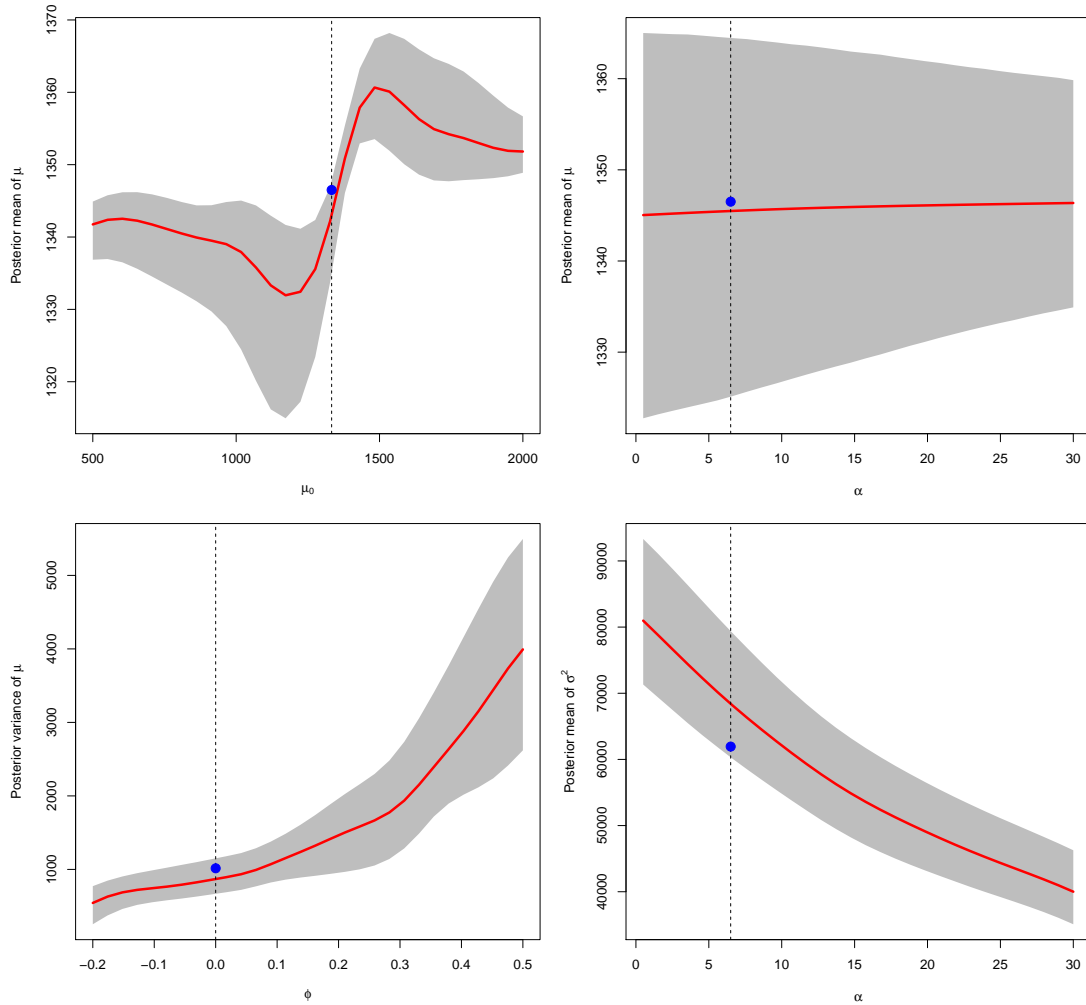 Posterior mean of μ
1320 1330 1340 1350 1360 1370
500 1000 1500 2000
μ₀
Posterior mean of μ
1330 1340 1350 1360
0 5 10 15 20 25 30
α
Posterior variance of μ
1000 2000 3000 4000 5000
−0.2 −0.1 0.0 0.1 0.2 0.3 0.4 0.5
ϕ
Posterior mean of σ²
40000 50000 60000 70000 80000 90000
0 5 10 15 20 25 30
α